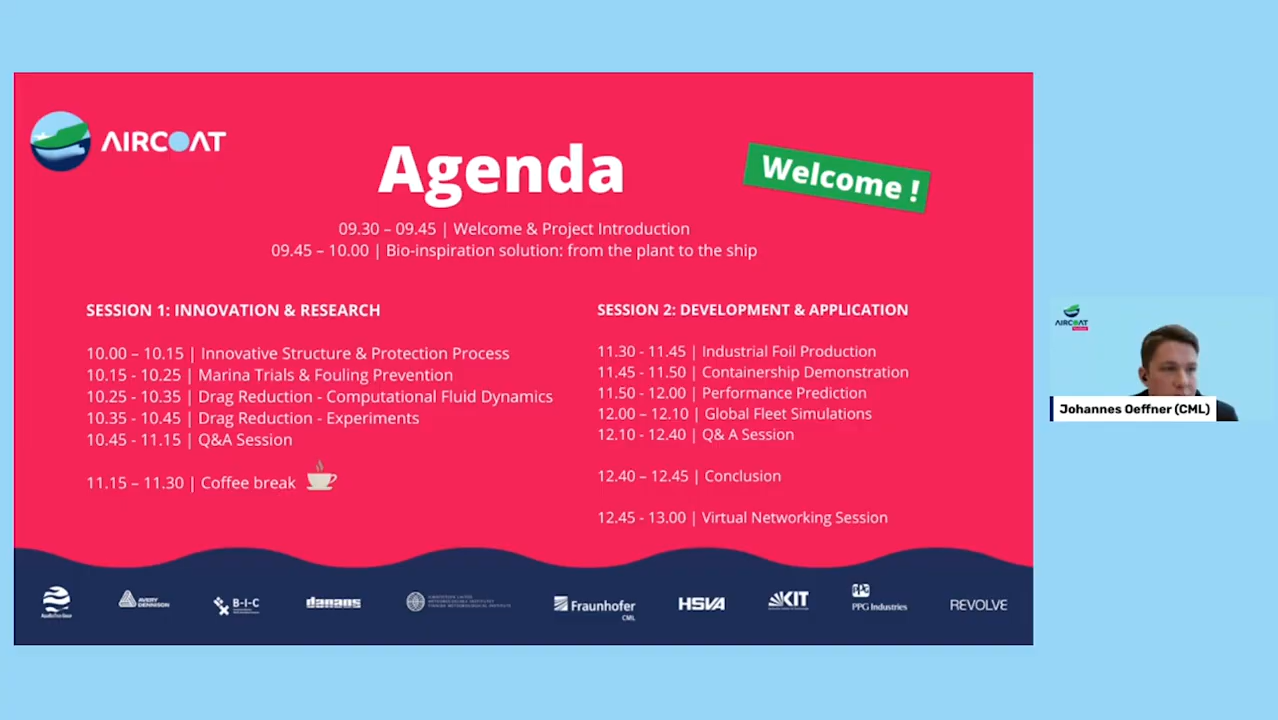 AIRCOAT
Agenda
Welcome !
09.30 – 09.45 | Welcome & Project Introduction
09.45 – 10.00 | Bio-inspiration solution: from the plant to the ship
SESSION 1: INNOVATION & RESEARCH
10.00 – 10.15 | Innovative Structure & Protection Process
10.15 - 10.25 | Marina Trials & Fouling Prevention
10.25 - 10.35 | Drag Reduction - Computational Fluid Dynamics
10.35 - 10.45 | Drag Reduction - Experiments
10.45 - 11.15 | Q&A Session
11.15 – 11.30 | Coffee break
SESSION 2: DEVELOPMENT & APPLICATION
11.30 - 11.45 | Industrial Foil Production
11.45 - 11.50 | Containership Demonstration
11.50 - 12.00 | Performance Prediction
12.00 – 12.10 | Global Fleet Simulations
12.10 - 12.40 | Q& A Session
12.40 – 12.45 | Conclusion
12.45 - 13.00 | Virtual Networking Session
AVERY
DENNISON
B-I-C
danaos
Fraunhofer
CML
HSVA
KIT
PPG
PPG Industries
REVOLVE
AIRCOAT
Johannes Oeffner (CML)